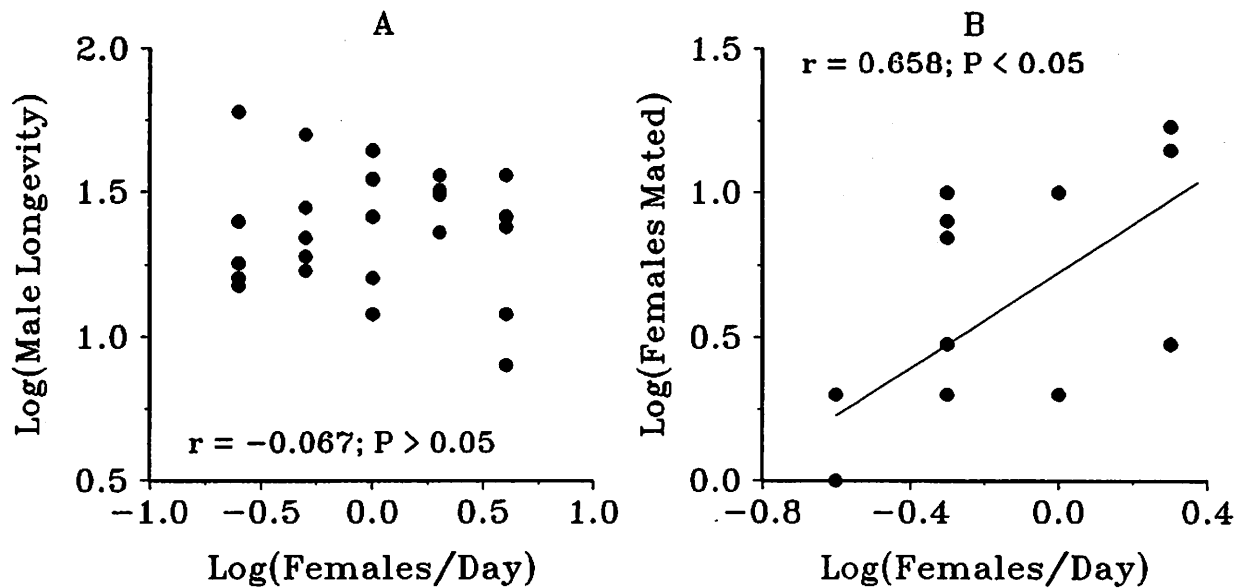 A
2.0
1.5
1.0
0.5
−1.0 −0.5 0.0 0.5 1.0
Log(Male Longevity)
r = −0.067; P > 0.05
Log(Females/Day)
B
1.5
1.0
0.5
0.0
−0.8 −0.4 0.0 0.4
Log(Females Mated)
r = 0.658; P < 0.05
Log(Females/Day)